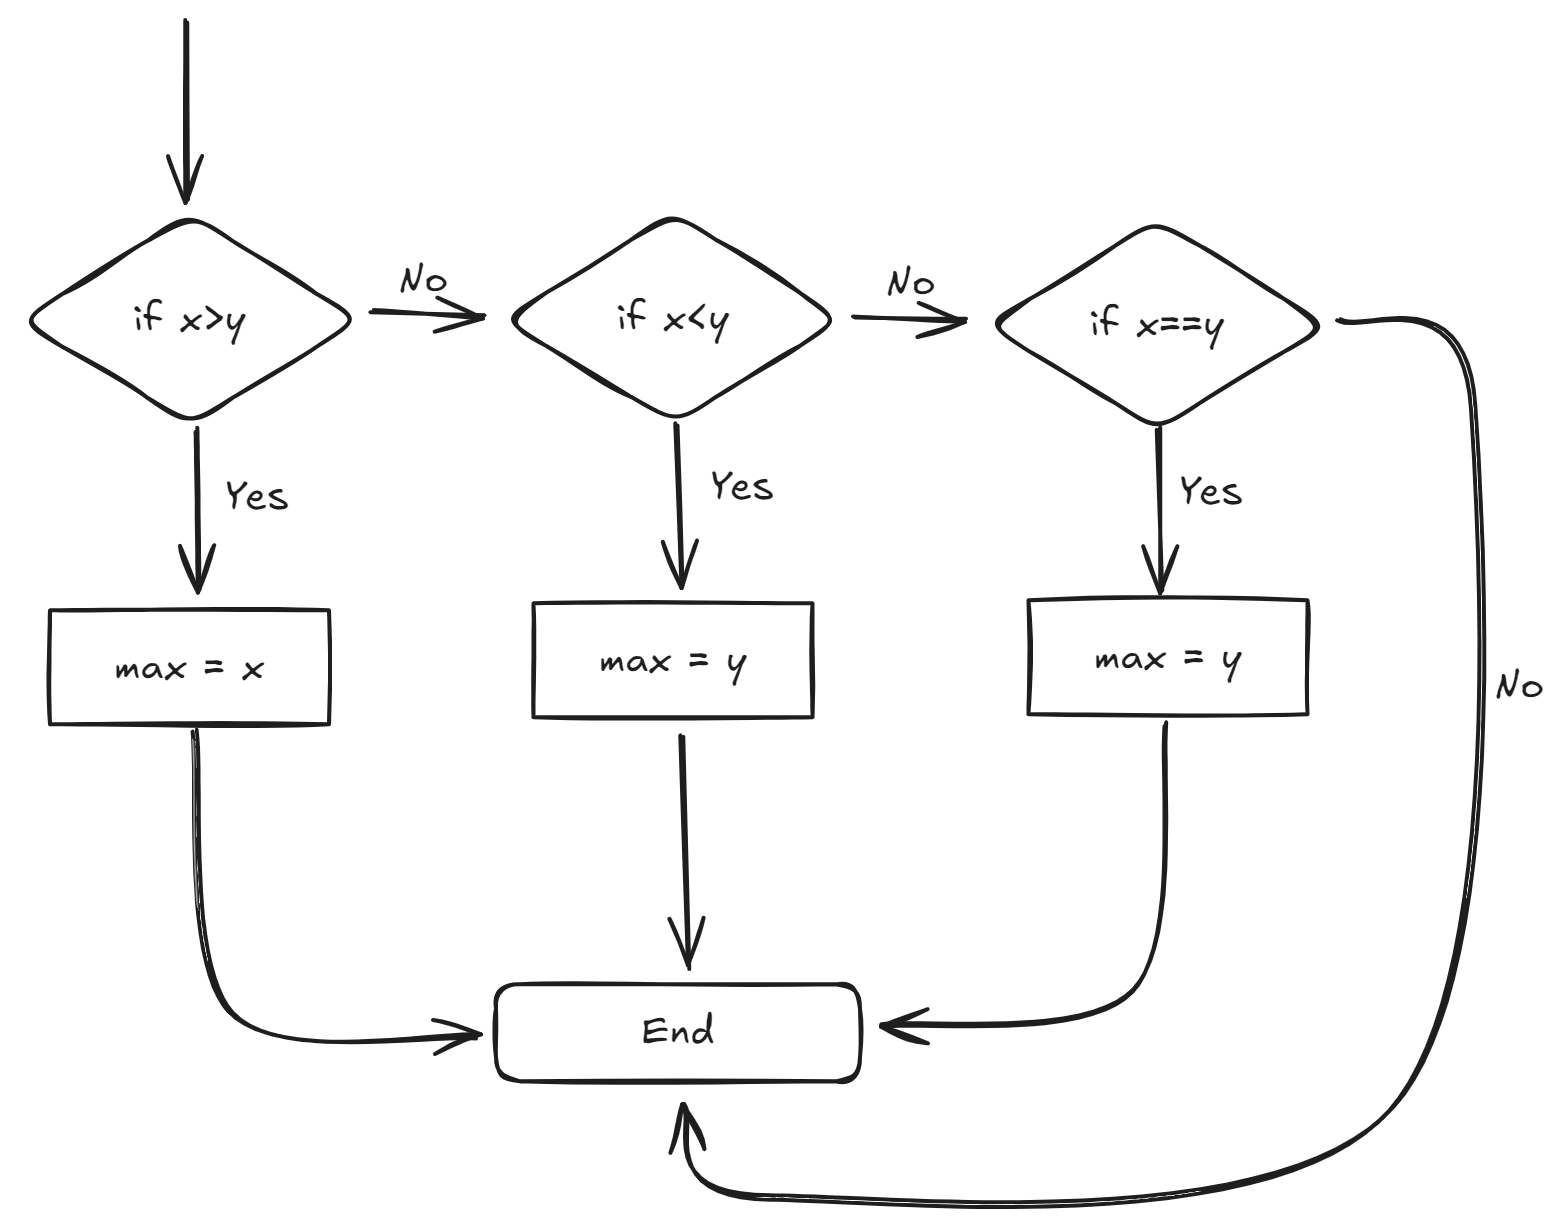 if x>y
No
if x<y
No
if x==y
Yes
Yes
Yes
max = x
max = y
max = y
No
End